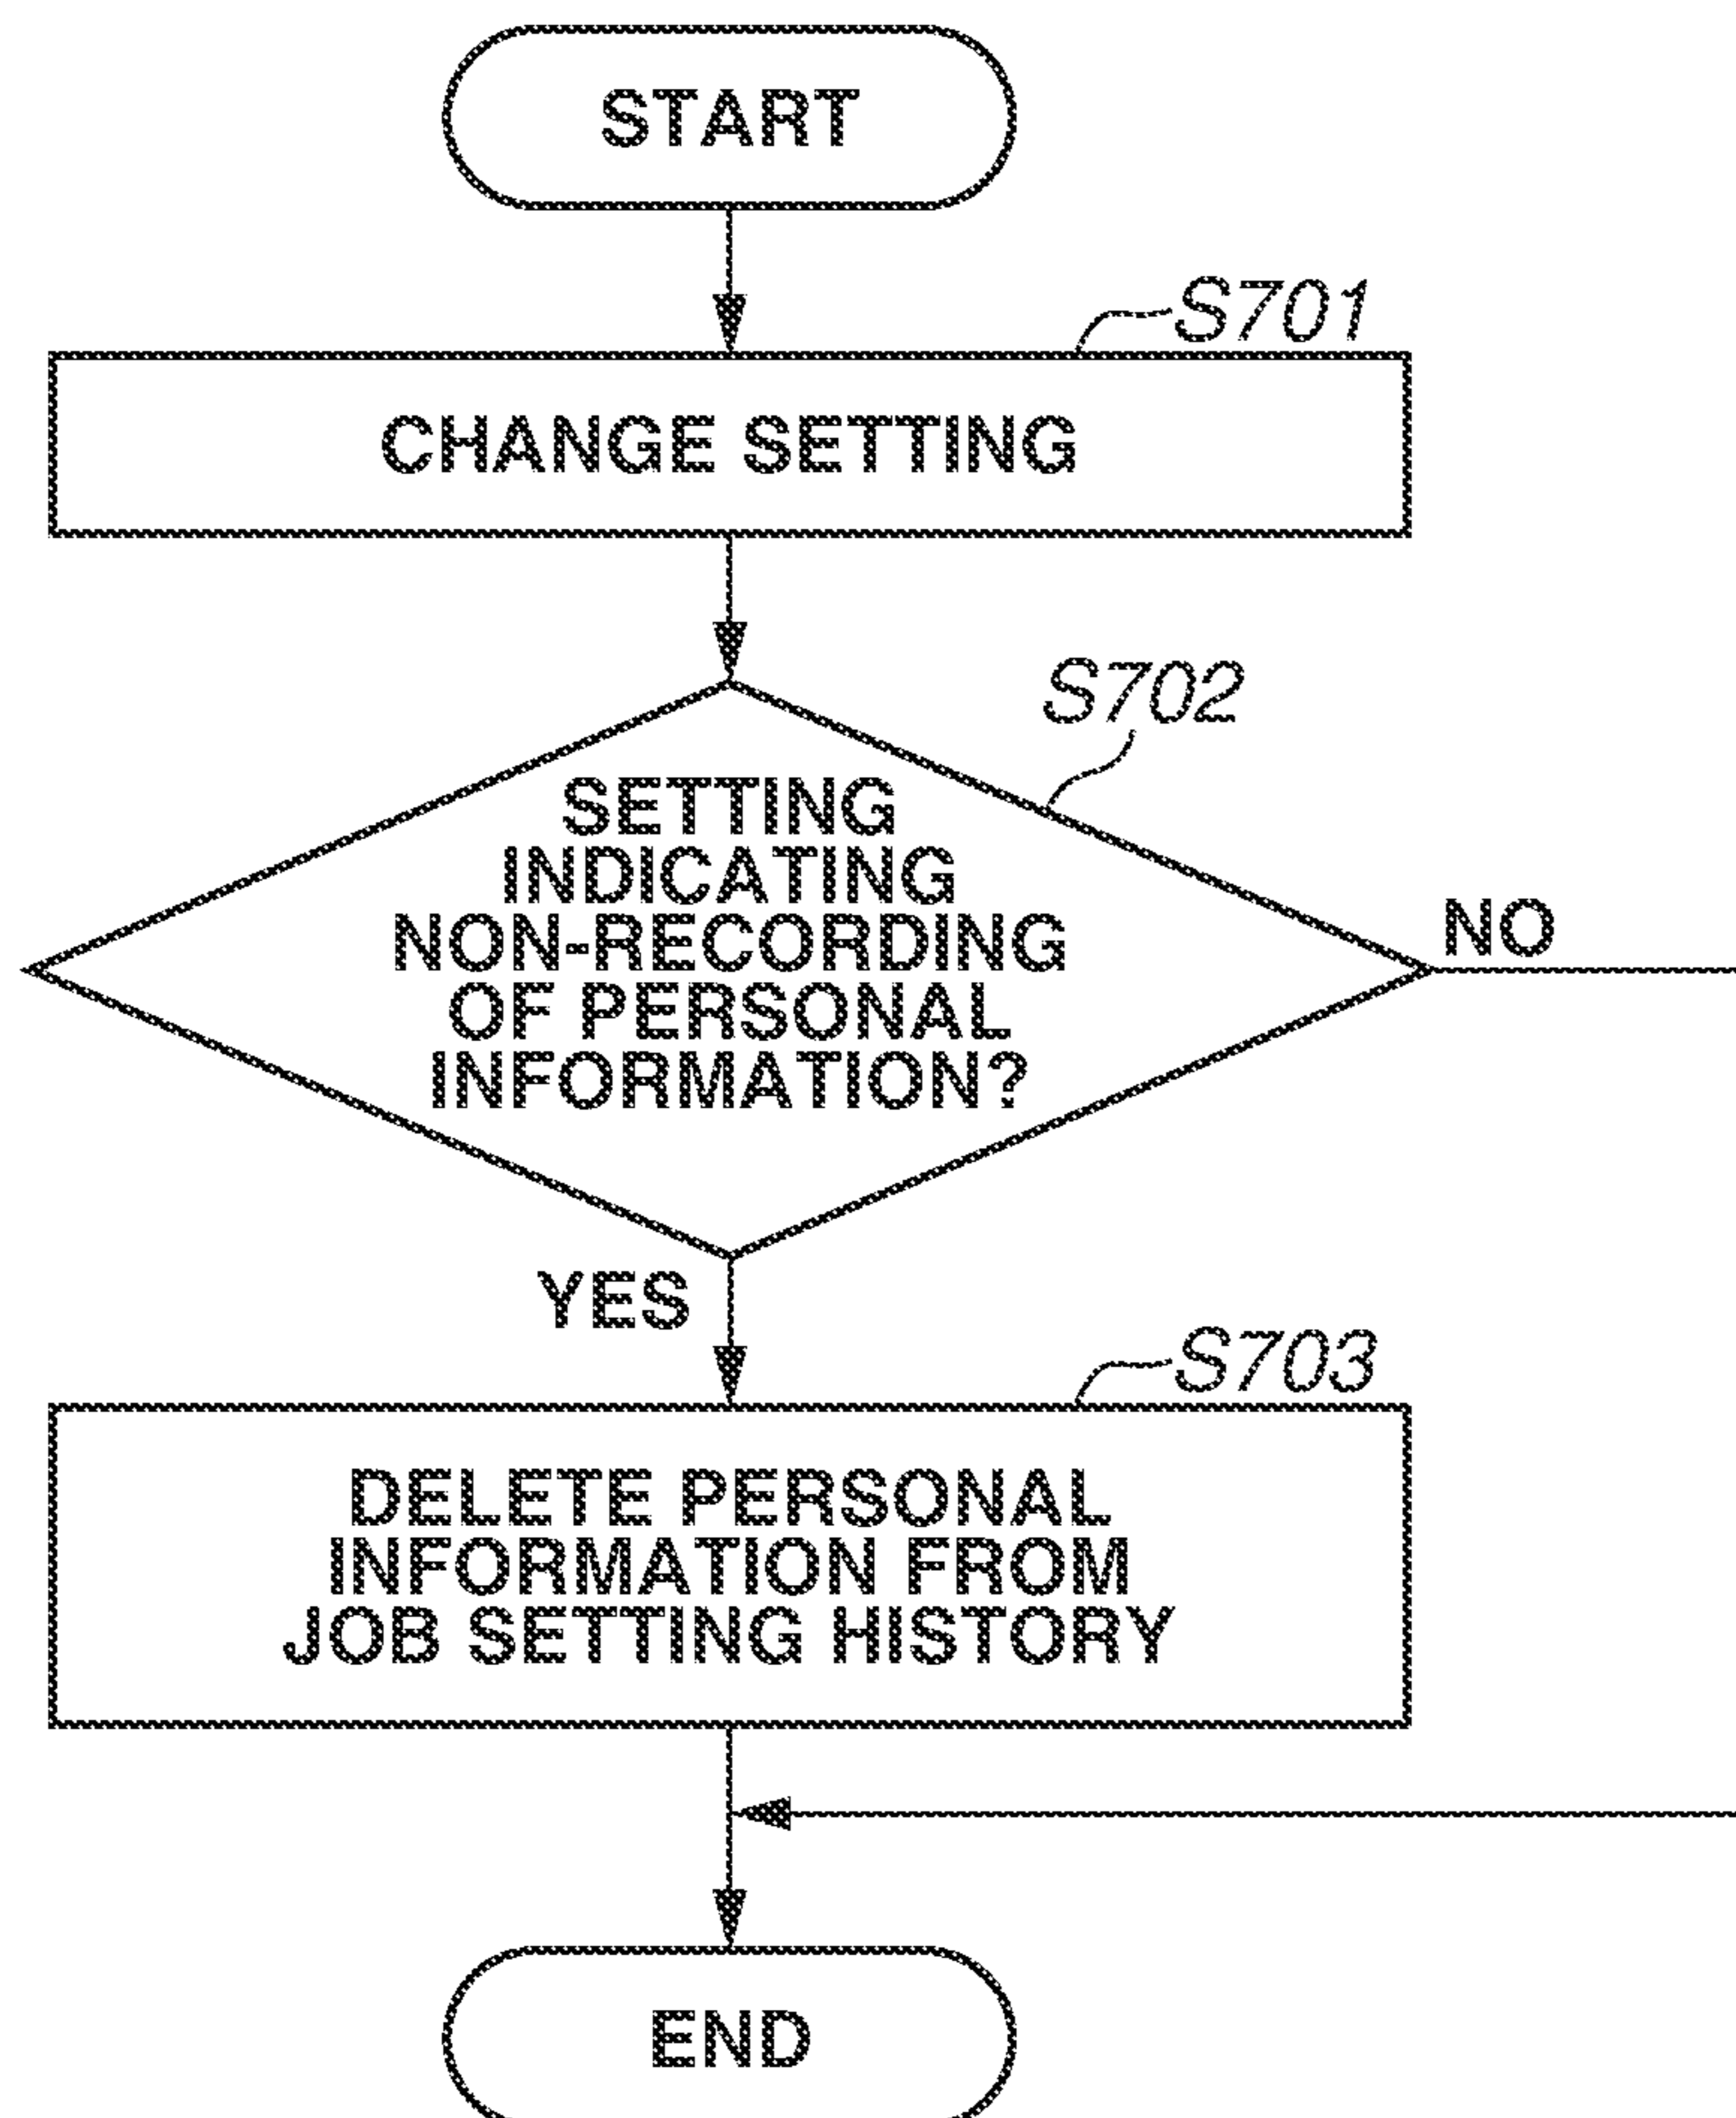 START
S701
CHANGE SETTING
S702
SETTING
INDICATING
NON-RECORDING
OF PERSONAL
INFORMATION?
NO
YES
S703
DELETE PERSONAL
INFORMATION FROM
JOB SETTING HISTORY
END